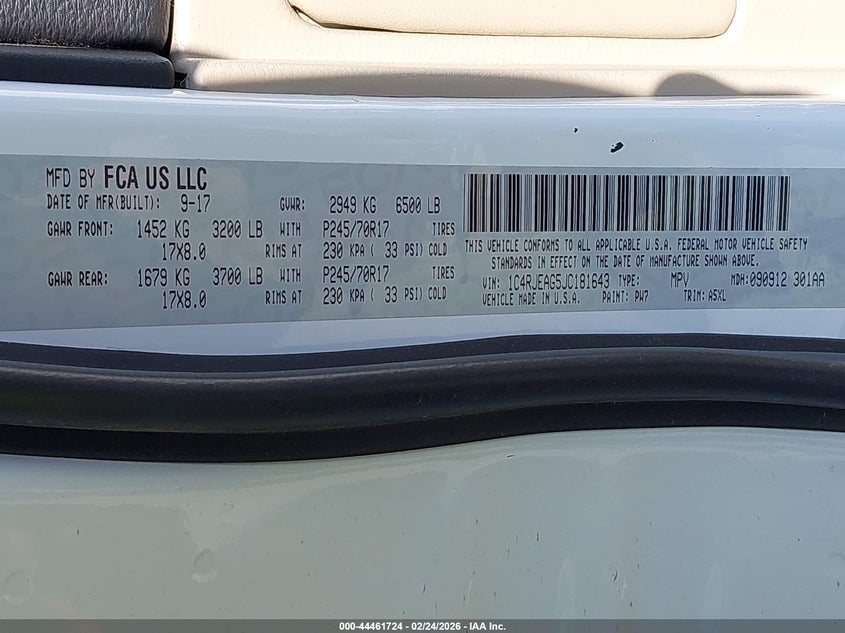 MFD BY FCA US LLC
DATE OF MFR(BUILT): 9-17 GVWR: 2949 KG 6500 LB
GAWR FRONT: 1452 KG 3200 LB WITH P245/70R17 TIRES
17X8.0 RIMS AT 230 KPA ( 33 PSI) COLD
GAWR REAR: 1679 KG 3700 LB WITH P245/70R17 TIRES
17X8.0 RIMS AT 230 KPA ( 33 PSI) COLD
THIS VEHICLE CONFORMS TO ALL APPLICABLE U.S.A. FEDERAL MOTOR VEHICLE SAFETY
STANDARDS IN EFFECT ON THE DATE OF MANUFACTURE SHOWN ABOVE.
VIN: 1C4RJEAG5JC181643 TYPE: MPV MDH: 090912 301AA
VEHICLE MADE IN U.S.A. PAINT: PW7 TRIM: A5XL
000-44461724 - 02/24/2026 - IAA Inc.